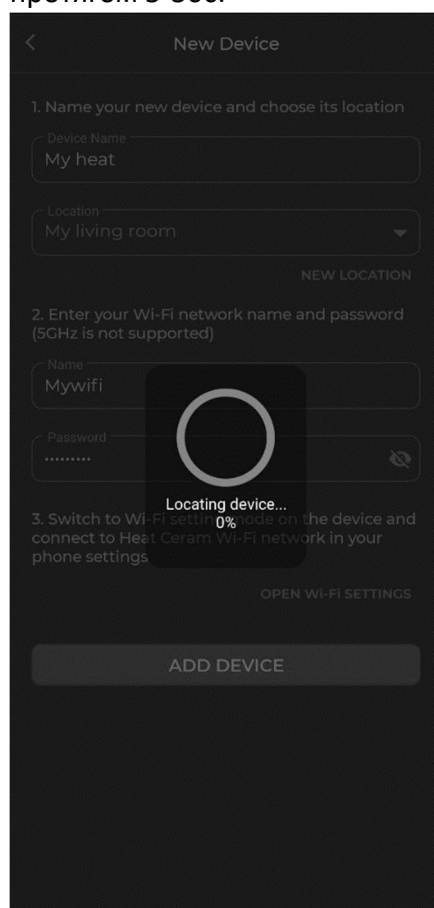 протягом
New Device
1. Name your new device and choose its location
Device Name
My heat
Location
My living room
NEW LOCATION
2. Enter your Wi-Fi network name and password
(5GHz is not supported)
Name
Mywifi
Password
.........
Locating device...
0%
3. Switch to Wi-Fi setting mode on the device and
connect to Heat Ceram Wi-Fi network in your
phone settings
OPEN Wi-Fi SETTINGS
ADD DEVICE